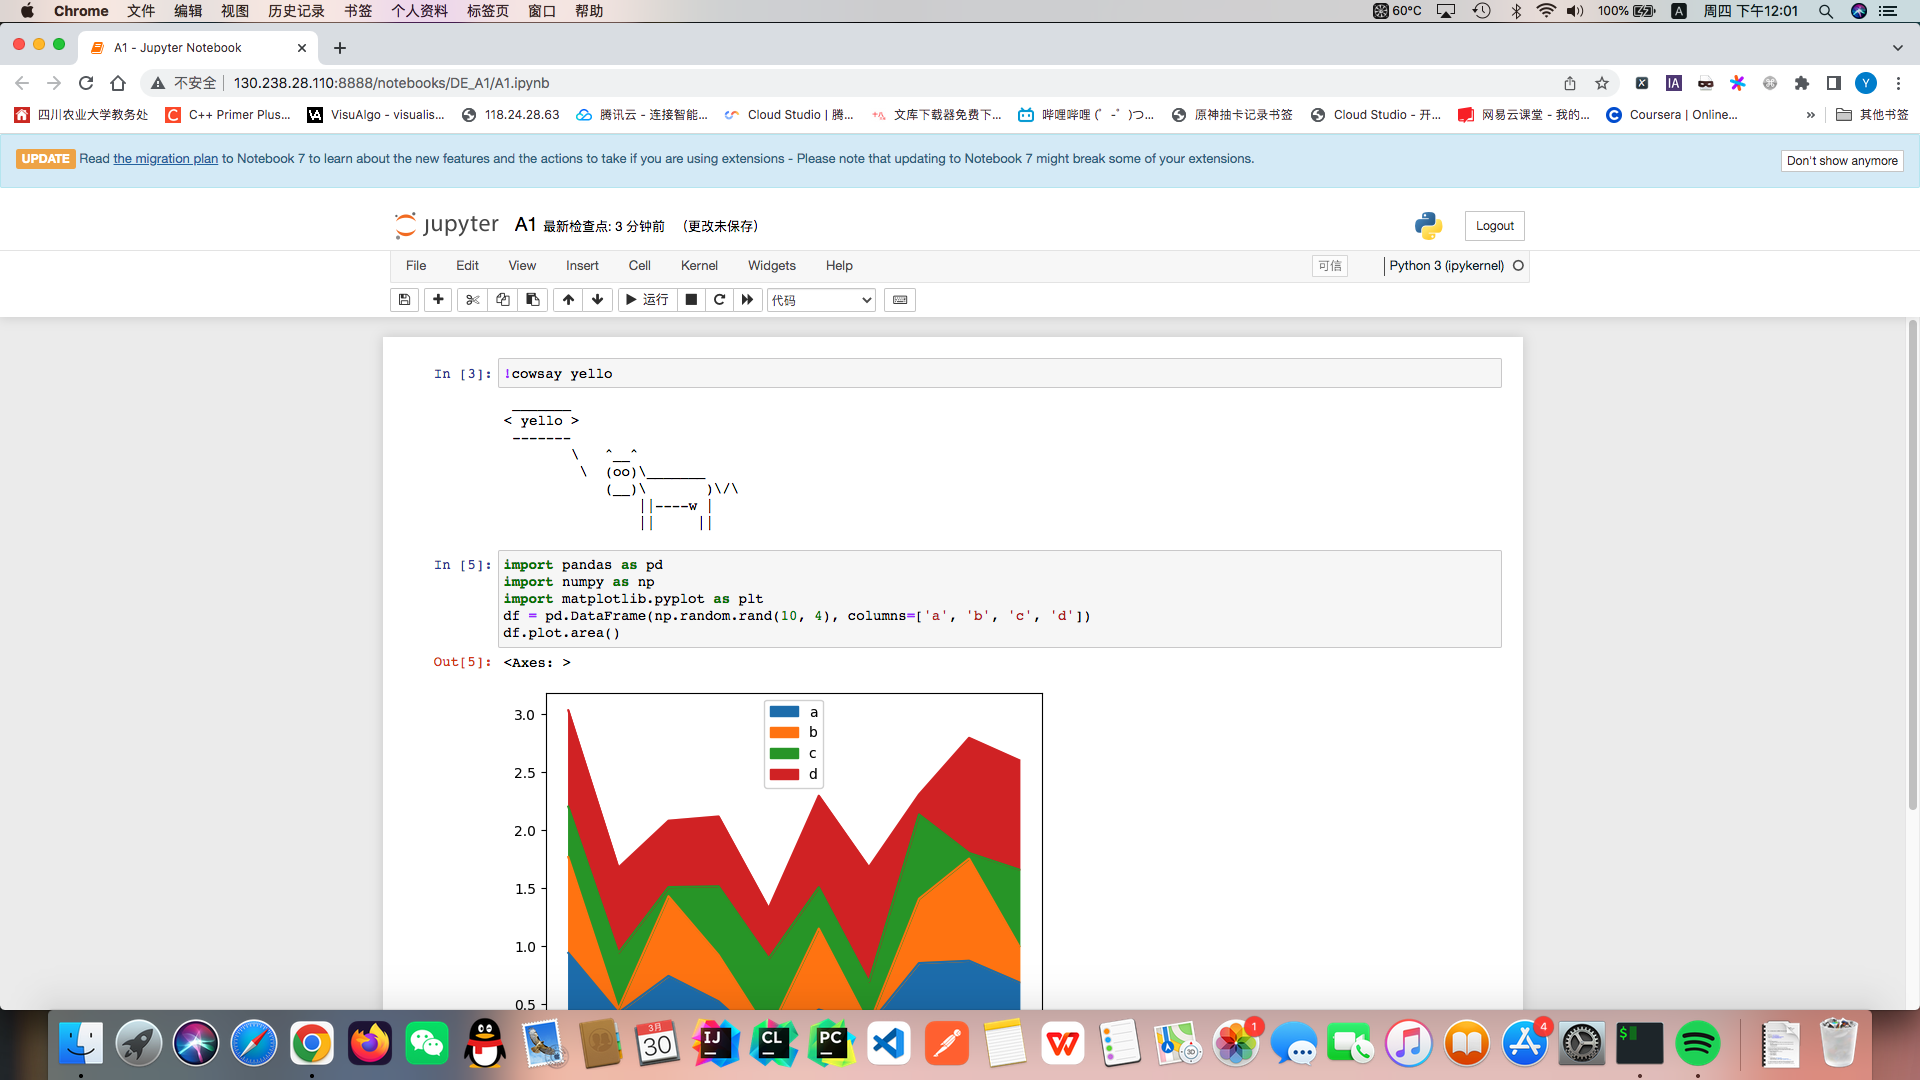 Chrome 文件 编辑 视图 历史记录 书签 个人资料 标签页 窗口 帮助 60°C 100% A 周四 下午12:01
A1 - Jupyter Notebook
不安全 130.238.28.110:8888/notebooks/DE_A1/A1.ipynb X IA Y
四川农业大学教务处 C++ Primer Plus... VisuAlgo - visualis... 118.24.28.63 腾讯云 - 连接智能... Cloud Studio | 腾... 文库下载器免费下... 哔哩哔哩 (゜-゜)つ... 原神抽卡记录书签 Cloud Studio - 开... 网易云课堂 - 我的... Coursera | Online... » 其他书签
UPDATE Read the migration plan to Notebook 7 to learn about the new features and the actions to take if you are using extensions - Please note that updating to Notebook 7 might break some of your extensions. Don't show anymore
jupyter A1 最新检查点: 3 分钟前 （更改未保存） Logout
File Edit View Insert Cell Kernel Widgets Help 可信 Python 3 (ipykernel)
运行 代码
In [3]: !cowsay yello
 _______
< yello >
 -------
        \   ^__^
         \  (oo)\_______
            (__)\       )\/\
                ||----w |
                ||     ||
In [5]: import pandas as pd
import numpy as np
import matplotlib.pyplot as plt
df = pd.DataFrame(np.random.rand(10, 4), columns=['a', 'b', 'c', 'd'])
df.plot.area()
Out[5]: <Axes: >
3.0
2.5
2.0
1.5
1.0
0.5
a
b
c
d
3月
30
IJ
CL
PC
3D
1
4
$